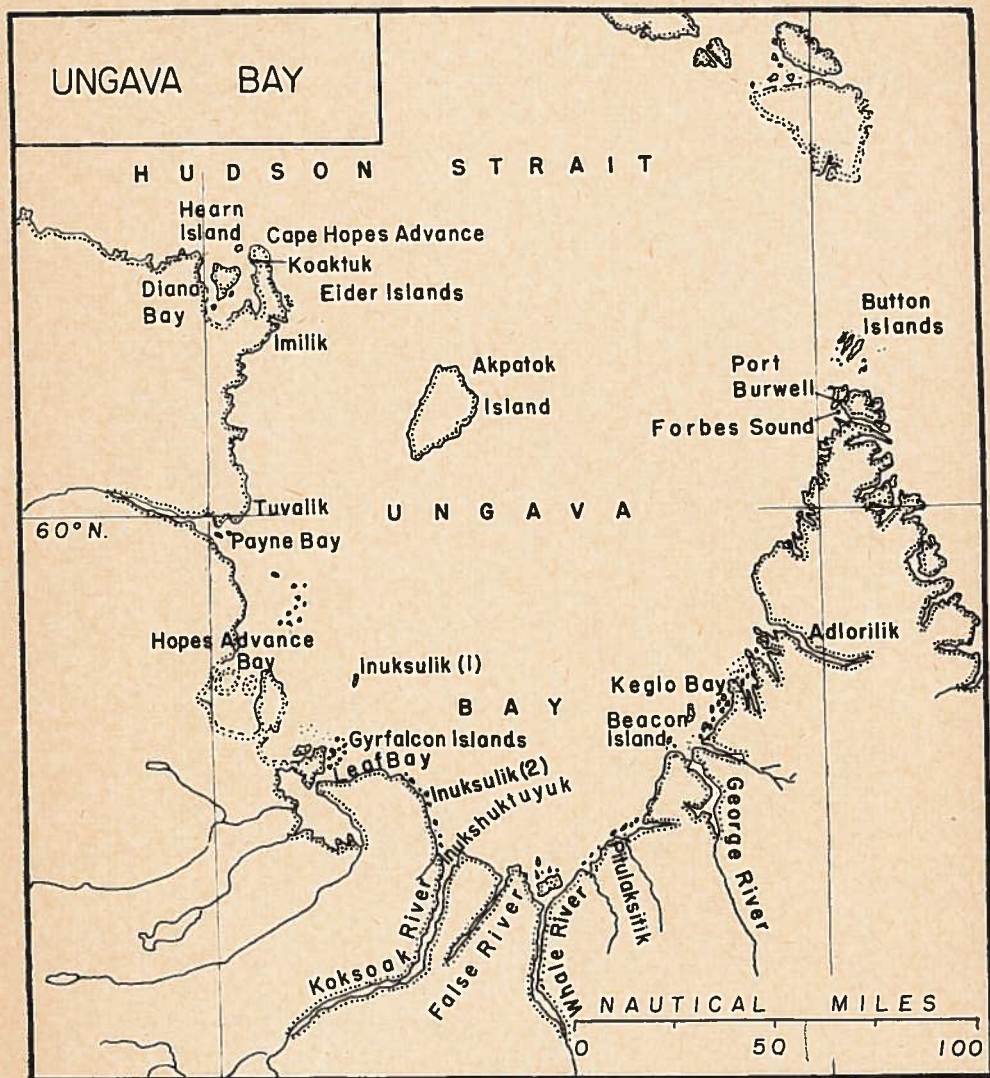 UNGAVA BAY
HUDSON STRAIT
Hearn
Island
Cape Hopes Advance
Koaktuk
Diana
Bay
Eider Islands
Imilik
Button
Islands
Akpatok
Island
Port
Burwell
Forbes Sound
Tuvalik
UNGAVA
60° N.
Payne Bay
Hopes Advance
Bay
Inuksulik (1)
Adlorilik
Keglo Bay
BAY
Beacon
Island
Gyrfalcon Islands
Leaf Bay
Inuksulik (2)
Inukshuktuyuk
George River
Pitulaksitik
Koksoak River
False River
Whale River
NAUTICAL MILES
0 50 100